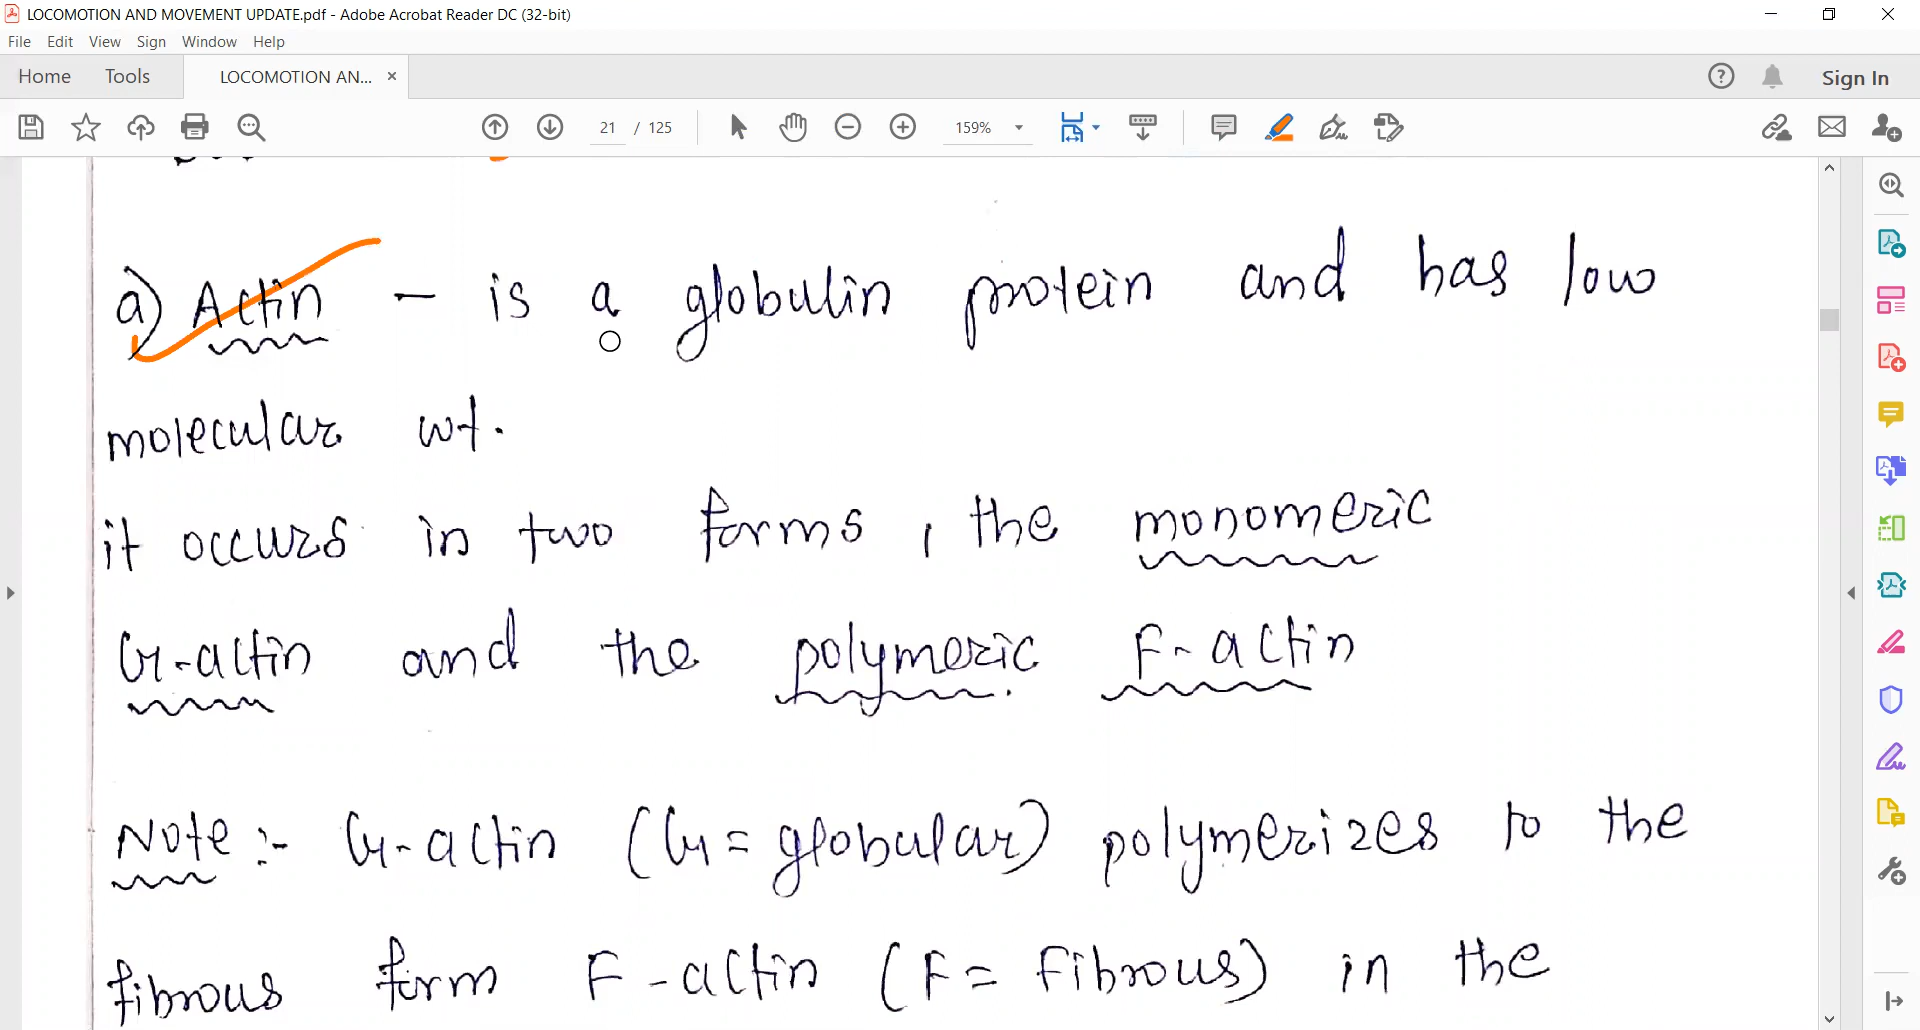 LOCOMOTION AND MOVEMENT UPDATE.pdf - Adobe Acrobat Reader DC (32-bit)
File Edit View Sign Window Help
Home Tools LOCOMOTION AN... × Sign In
21 / 125 159%
a) Actin — is a globulin protein and has low
molecular wt.
it occurs in two forms, the monomeric
G-actin and the polymeric F-actin
Note :- G-actin (G = globular) polymerizes to the
fibrous form F-actin (F = Fibrous) in the